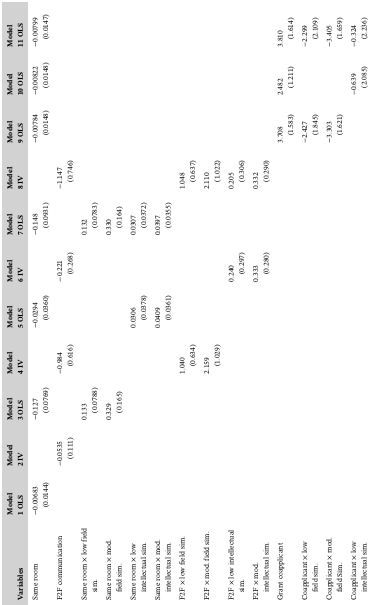 Variables Model 1 OLS Model 2 IV Model 3 OLS Model 4 IV Model 5 OLS Model 6 IV Model 7 OLS Model 8 IV Model 9 OLS Model 10 OLS Model 11 OLS
Same room −0.00683 −0.127 −0.0294 −0.148 −0.00784 −0.00822 −0.00799
(0.0144) (0.0769) (0.0360) (0.0931) (0.0148) (0.0148) (0.0147)
F2F communication −0.0535 −0.984 −0.221 −1.147
(0.111) (0.616) (0.268) (0.746)
Same room × low field 0.133 0.132
sim. (0.0788) (0.0783)
Same room × mod. 0.329 0.330
field sim. (0.165) (0.164)
Same room × low 0.0306 0.0307
intellectual sim. (0.0378) (0.0372)
Same room × mod. 0.0409 0.0397
intellectual sim. (0.0361) (0.0355)
F2F × low field sim. 1.040 1.048
(0.634) (0.637)
F2F × mod. field sim. 2.159 2.110
(1.029) (1.022)
F2F × low intellectual 0.240 0.205
sim. (0.297) (0.306)
F2F × mod. 0.333 0.332
intellectual sim. (0.280) (0.290)
Grant coapplicant 3.708 2.482 3.810
(1.583) (1.211) (1.614)
Coapplicant × low −2.427 −2.299
field sim. (1.845) (2.109)
Coapplicant × mod. −3.303 −3.405
field Sim. (1.621) (1.659)
Coapplicant × low −0.639 −0.324
intellectual sim. (2.085) (2.236)